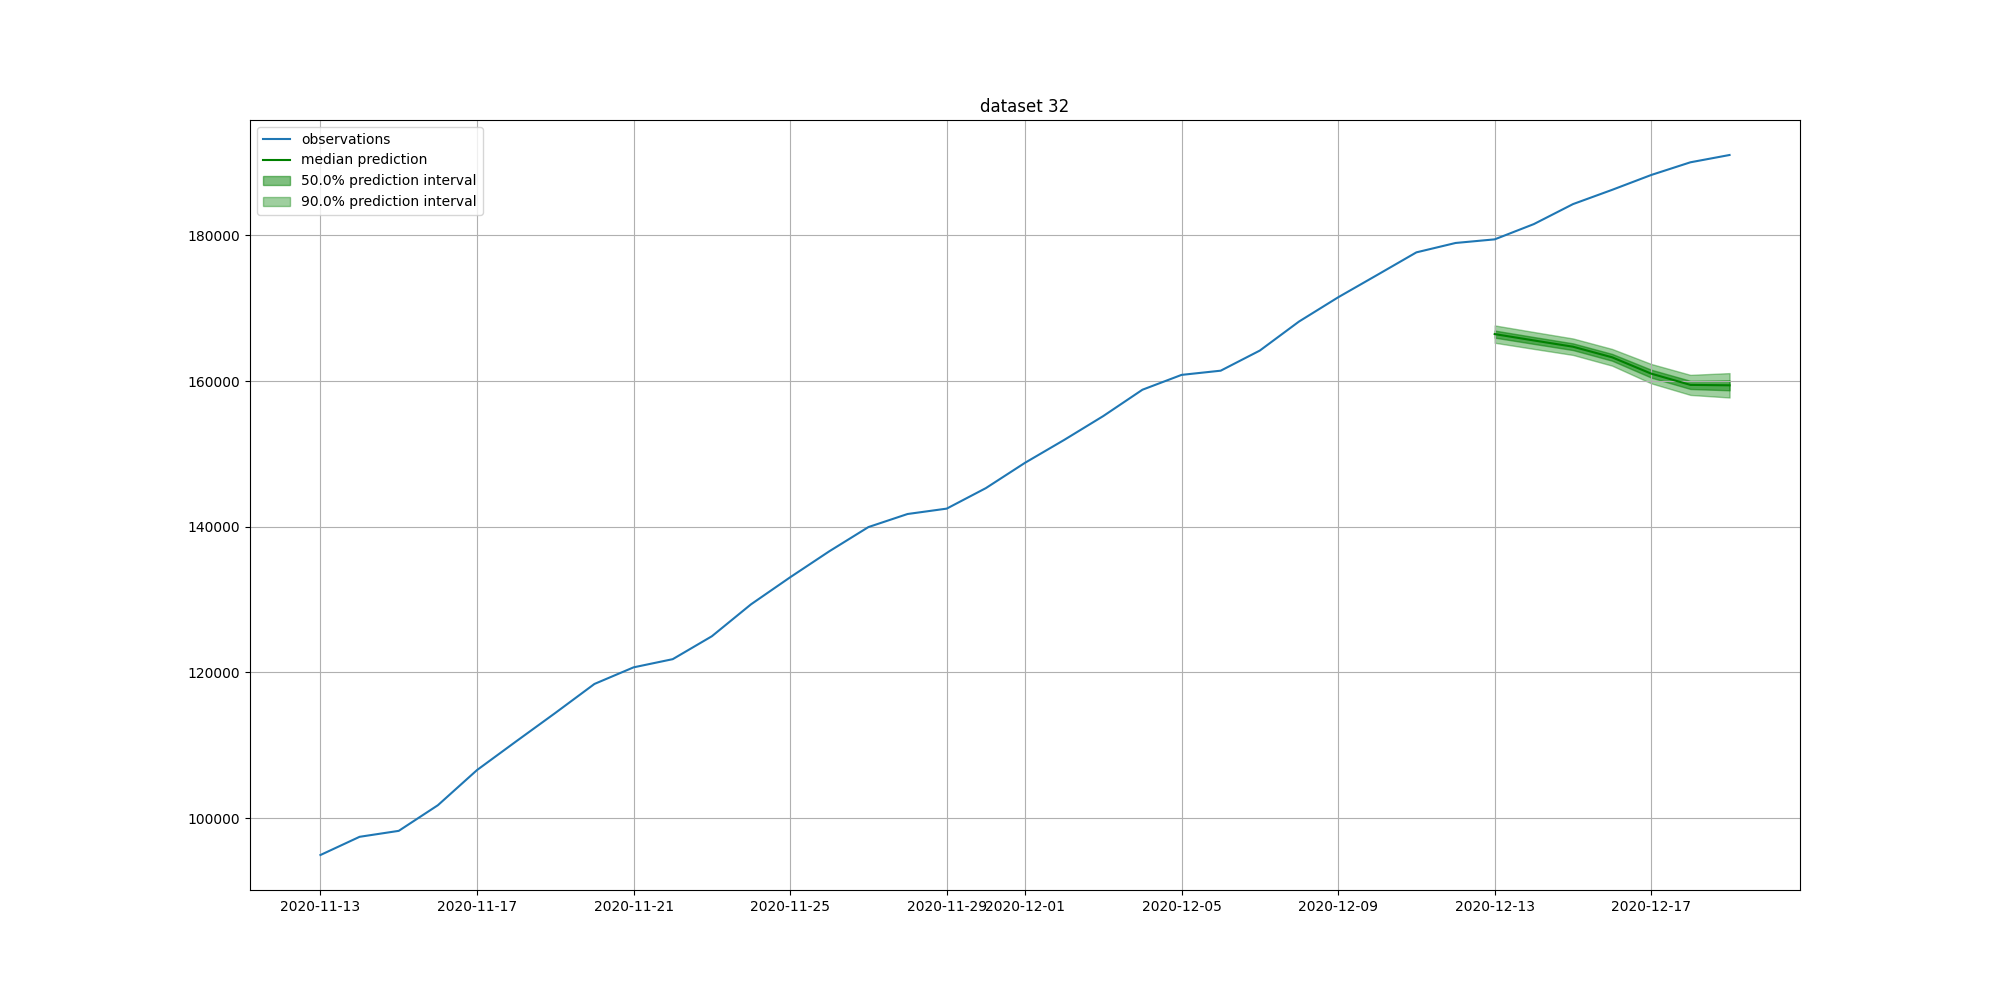 dataset 32
observations
median prediction
50.0% prediction interval
90.0% prediction interval
180000
160000
140000
120000
100000
2020-11-13 2020-11-17 2020-11-21 2020-11-25 2020-11-29 2020-12-01 2020-12-05 2020-12-09 2020-12-13 2020-12-17